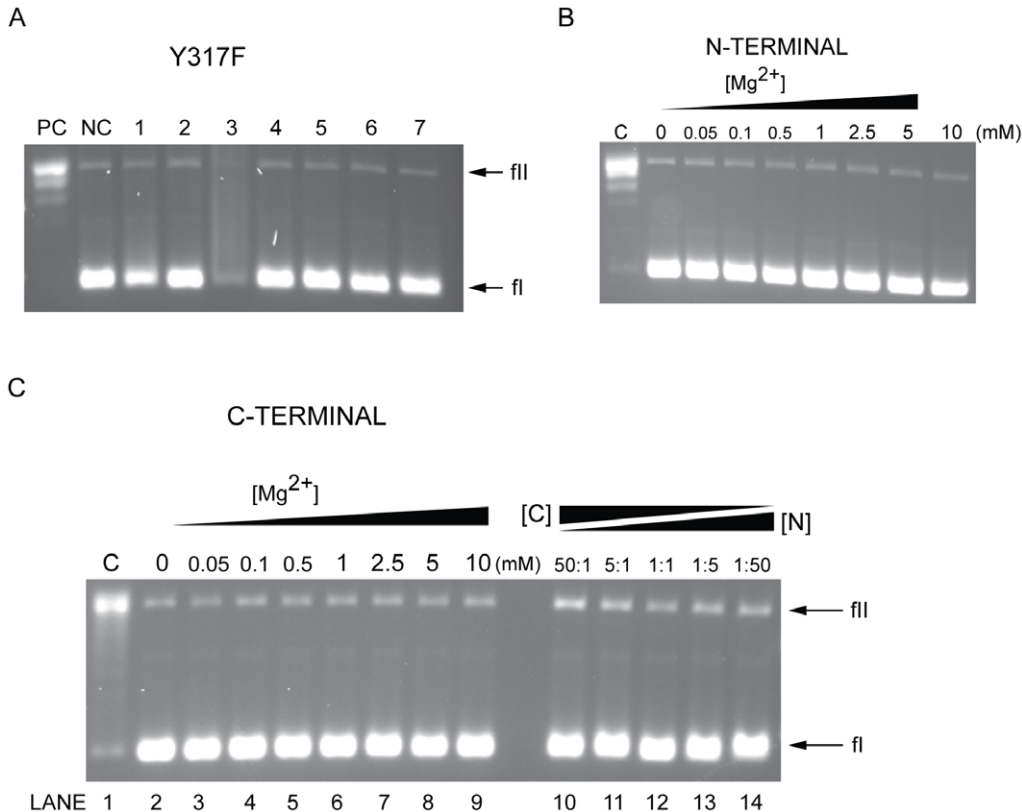 A
Y317F
PC NC 1 2 3 4 5 6 7
fII
fI
B
N-TERMINAL
[Mg2+]
C 0 0.05 0.1 0.5 1 2.5 5 10 (mM)
C
C-TERMINAL
[Mg2+]
[C] [N]
C 0 0.05 0.1 0.5 1 2.5 5 10 (mM) 50:1 5:1 1:1 1:5 1:50
fII
fI
LANE 1 2 3 4 5 6 7 8 9 10 11 12 13 14